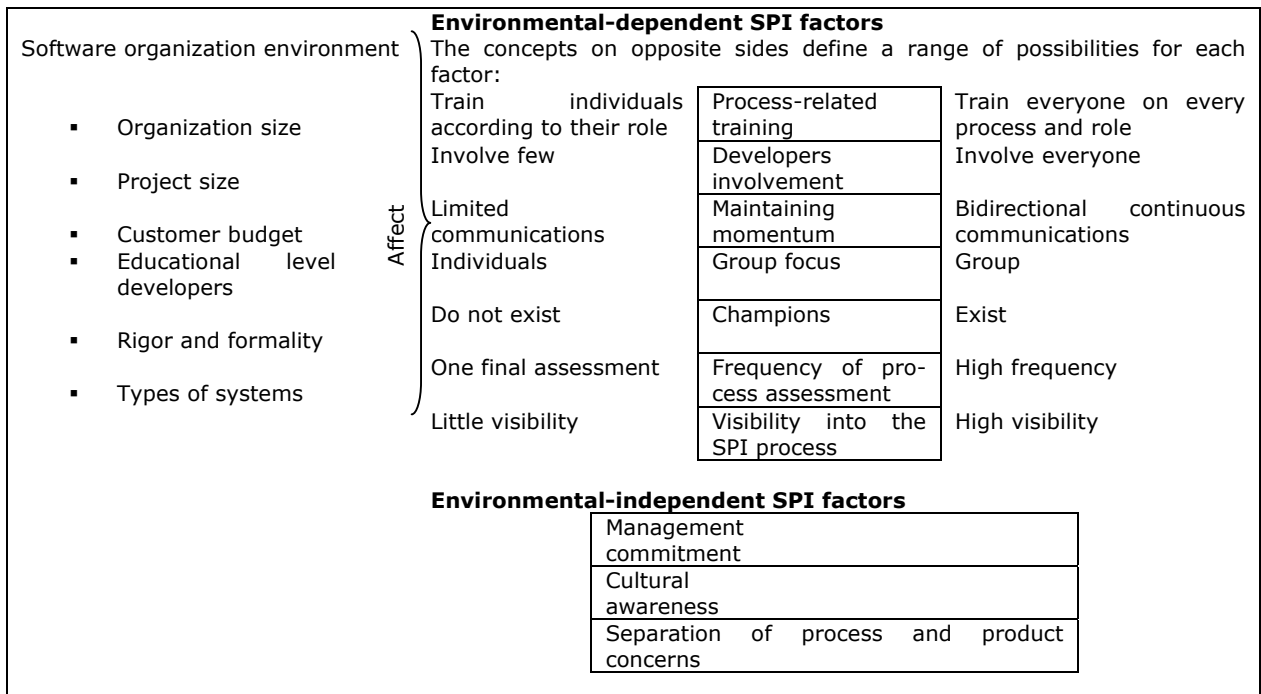 Environmental-dependent SPI factors
Software organization environment
The concepts on opposite sides define a range of possibilities for each
factor:
▪ Organization size
▪ Project size
▪ Customer budget
▪ Educational level
developers
▪ Rigor and formality
▪ Types of systems
Affect
Train individuals
according to their role
Process-related
training
Train everyone on every
process and role
Involve few
Developers
involvement
Involve everyone
Limited
communications
Maintaining
momentum
Bidirectional continuous
communications
Individuals
Group focus
Group
Do not exist
Champions
Exist
One final assessment
Frequency of pro-
cess assessment
High frequency
Little visibility
Visibility into the
SPI process
High visibility
Environmental-independent SPI factors
Management
commitment
Cultural
awareness
Separation of process and product
concerns